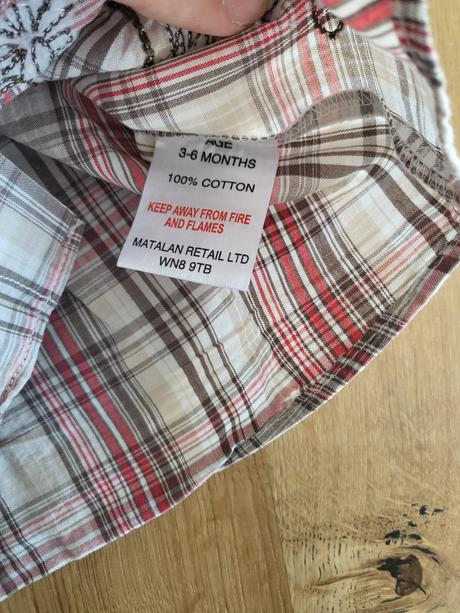 AGE
3-6 MONTHS
100% COTTON
KEEP AWAY FROM FIRE
AND FLAMES
MATALAN RETAIL LTD
WN8 9TB